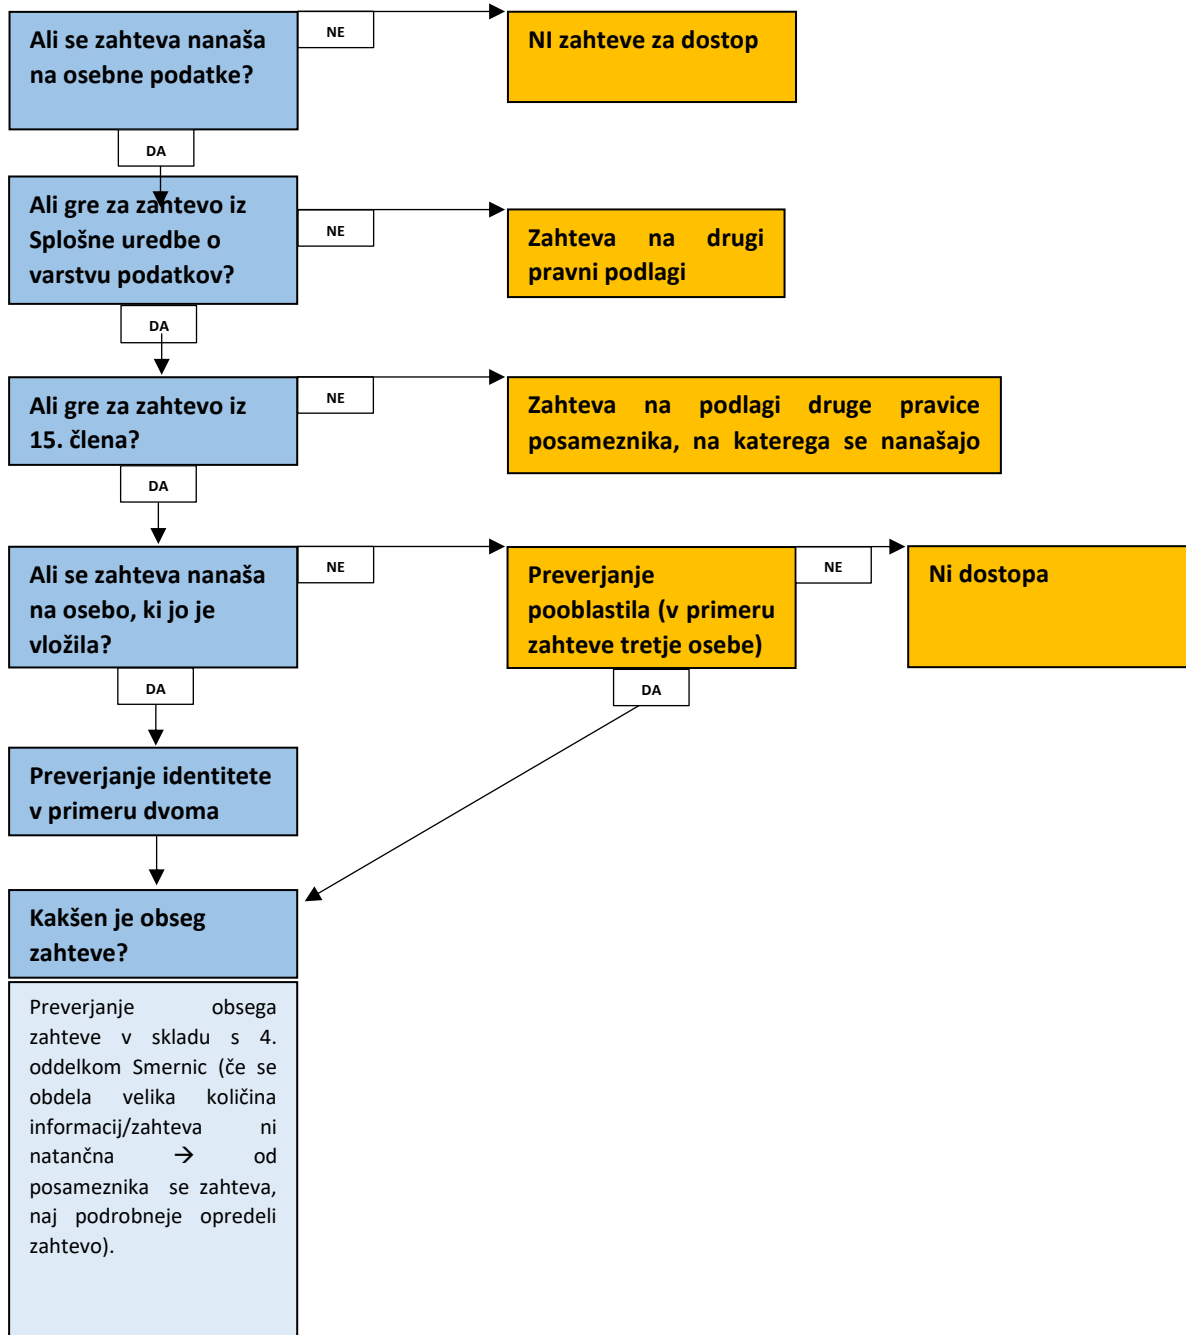 Ali se zahteva nanaša
na osebne podatke?
NE
NI zahteve za dostop
DA
Ali gre za zahtevo iz
Splošne uredbe o
varstvu podatkov?
NE
Zahteva na drugi
pravni podlagi
DA
Ali gre za zahtevo iz
15. člena?
NE
Zahteva na podlagi druge pravice
posameznika, na katerega se nanašajo
DA
Ali se zahteva nanaša
na osebo, ki jo je
vložila?
NE
Preverjanje
pooblastila (v primeru
zahteve tretje osebe)
NE
Ni dostopa
DA
DA
Preverjanje identitete
v primeru dvoma
Kakšen je obseg
zahteve?
Preverjanje obsega
zahteve v skladu s 4.
oddelkom Smernic (če se
obdela velika količina
informacij/zahteva ni
natančna → od
posameznika se zahteva,
naj podrobneje opredeli
zahtevo).